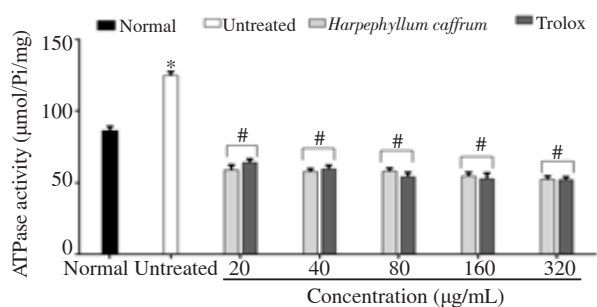 Normal Untreated Harpephyllum caffrum Trolox
ATPase activity (μmol/Pi/mg)
150
100
50
0
*
# # # # #
Normal Untreated 20 40 80 160 320
Concentration (μg/mL)